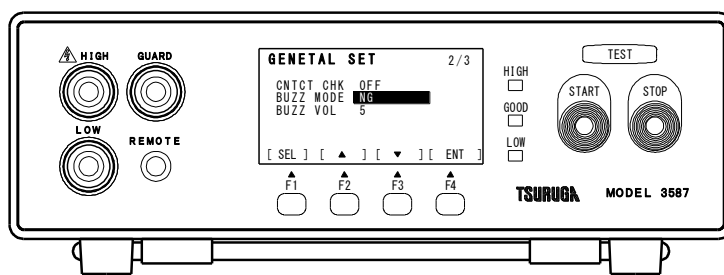 HIGH
GUARD
LOW
REMOTE
GENETAL SET 2/3
CNTCT CHK OFF
BUZZ MODE NG
BUZZ VOL 5
[ SEL ] [ ▲ ] [ ▼ ] [ ENT ]
F1 F2 F3 F4
HIGH
GOOD
LOW
TEST
START STOP
TSURUGA MODEL 3587